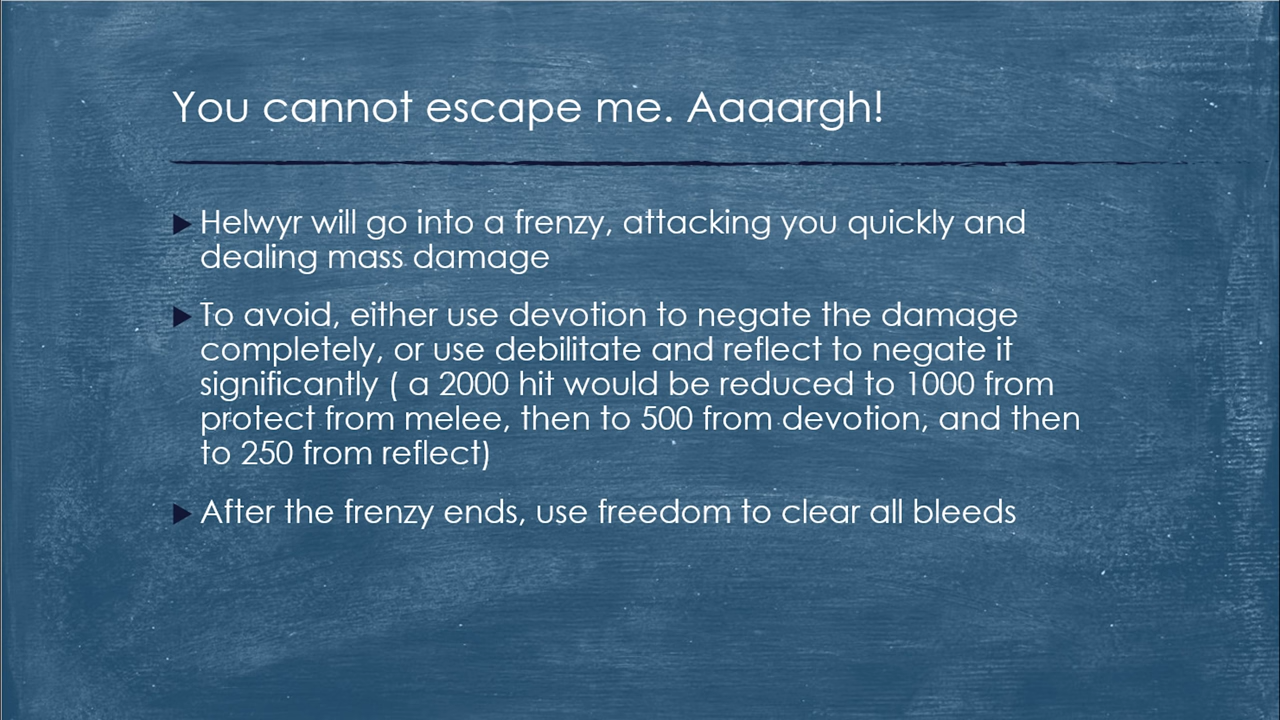 You cannot escape me. Aaaargh!
Helwyr will go into a frenzy, attacking you quickly and
dealing mass damage
To avoid, either use devotion to negate the damage
completely, or use debilitate and reflect to negate it
significantly ( a 2000 hit would be reduced to 1000 from
protect from melee, then to 500 from devotion, and then
to 250 from reflect)
After the frenzy ends, use freedom to clear all bleeds